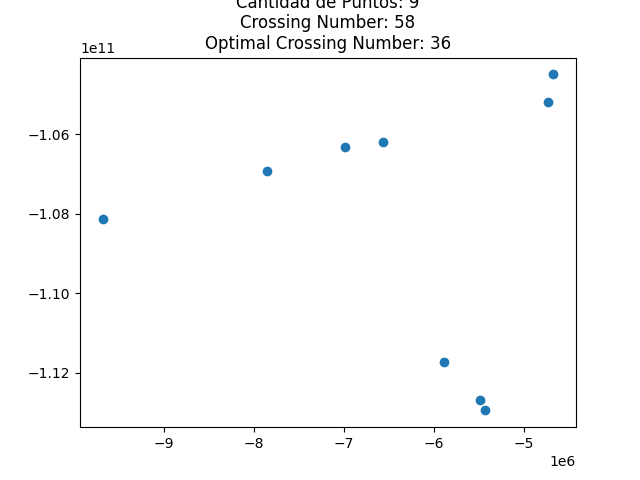 Cantidad de Puntos: 9
Crossing Number: 58
Optimal Crossing Number: 36
1e11
−1.06
−1.08
−1.10
−1.12
−9
−8
−7
−6
−5
1e6